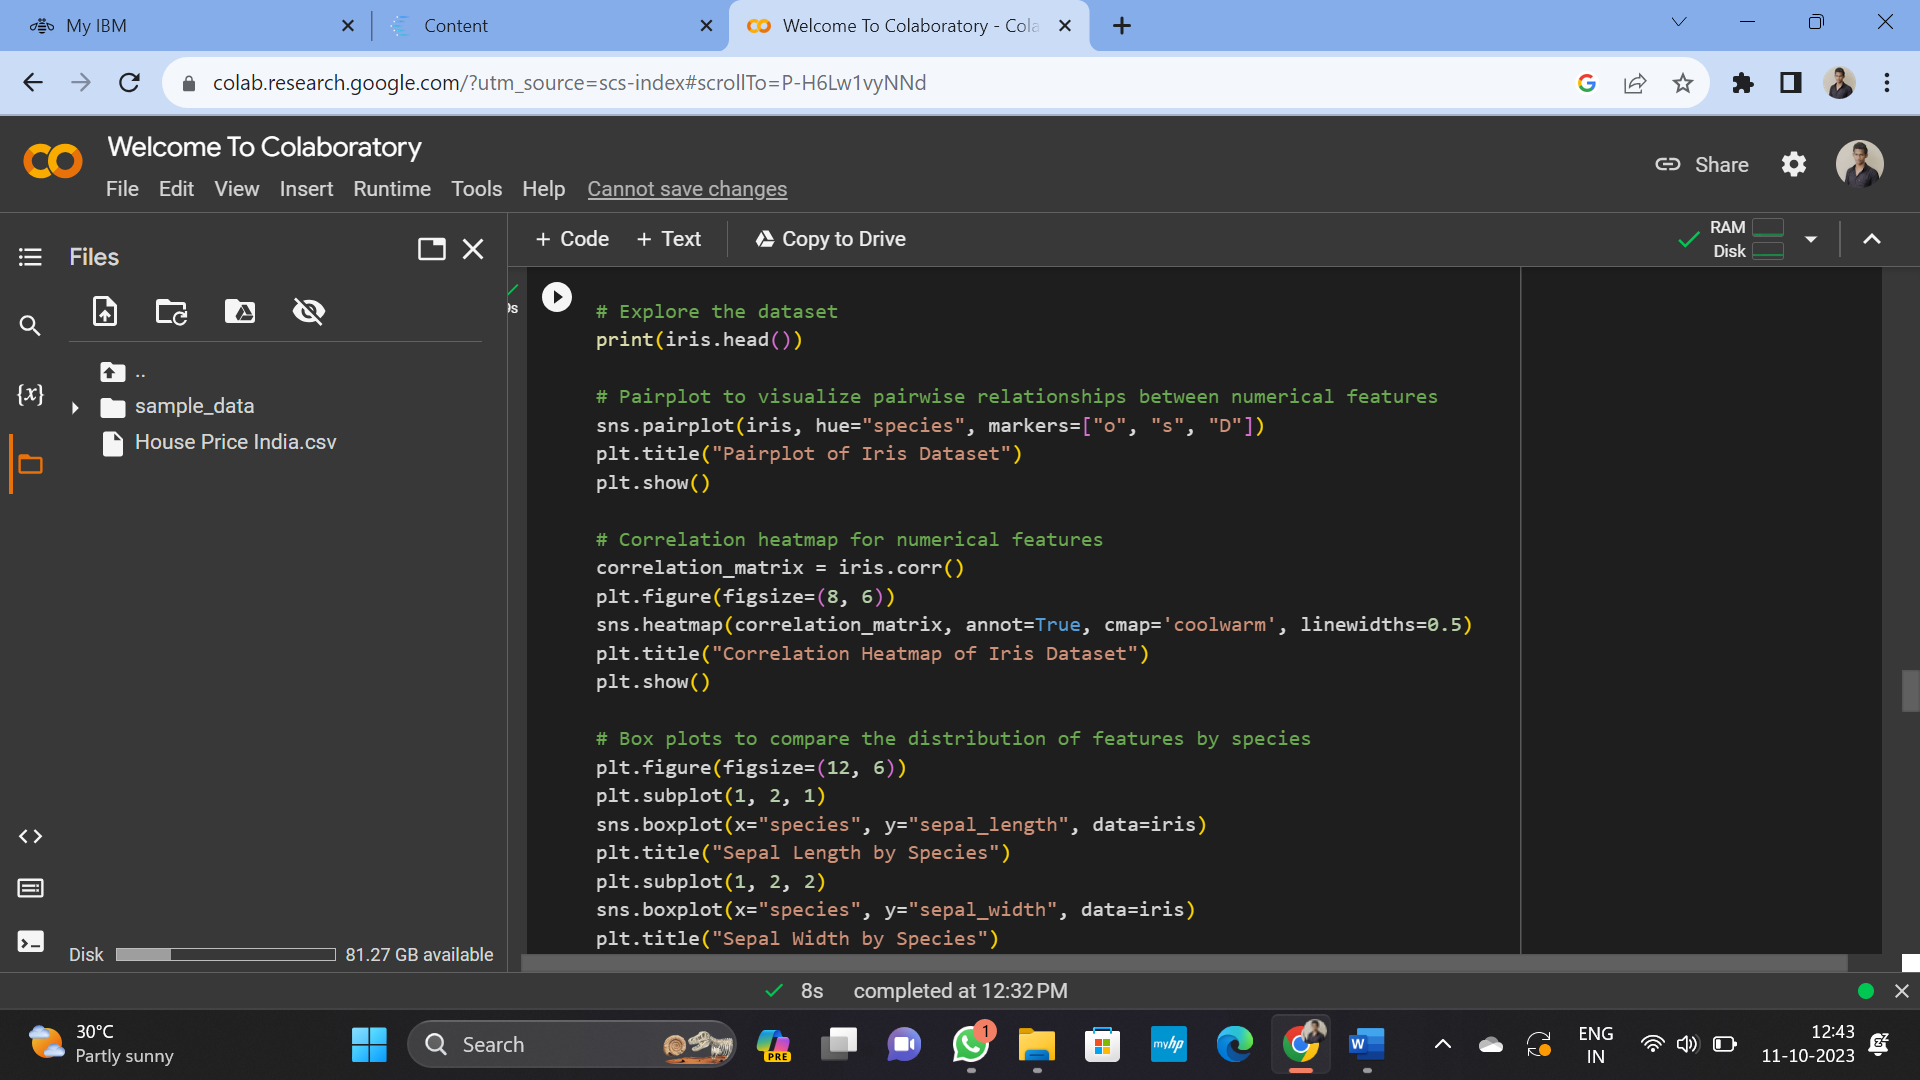 My IBM
Content
Welcome To Colaboratory - Cola
colab.research.google.com/?utm_source=scs-index#scrollTo=P-H6Lw1vyNNd
Welcome To Colaboratory
File Edit View Insert Runtime Tools Help Cannot save changes
Share
Files
+ Code + Text Copy to Drive
RAM
Disk
..
sample_data
House Price India.csv
Disk 81.27 GB available
# Explore the dataset
print(iris.head())
# Pairplot to visualize pairwise relationships between numerical features
sns.pairplot(iris, hue="species", markers=["o", "s", "D"])
plt.title("Pairplot of Iris Dataset")
plt.show()
# Correlation heatmap for numerical features
correlation_matrix = iris.corr()
plt.figure(figsize=(8, 6))
sns.heatmap(correlation_matrix, annot=True, cmap='coolwarm', linewidths=0.5)
plt.title("Correlation Heatmap of Iris Dataset")
plt.show()
# Box plots to compare the distribution of features by species
plt.figure(figsize=(12, 6))
plt.subplot(1, 2, 1)
sns.boxplot(x="species", y="sepal_length", data=iris)
plt.title("Sepal Length by Species")
plt.subplot(1, 2, 2)
sns.boxplot(x="species", y="sepal_width", data=iris)
plt.title("Sepal Width by Species")
8s completed at 12:32 PM
30°C
Partly sunny
Search
PRE
1
myhp
W
ENG
IN
12:43
11-10-2023